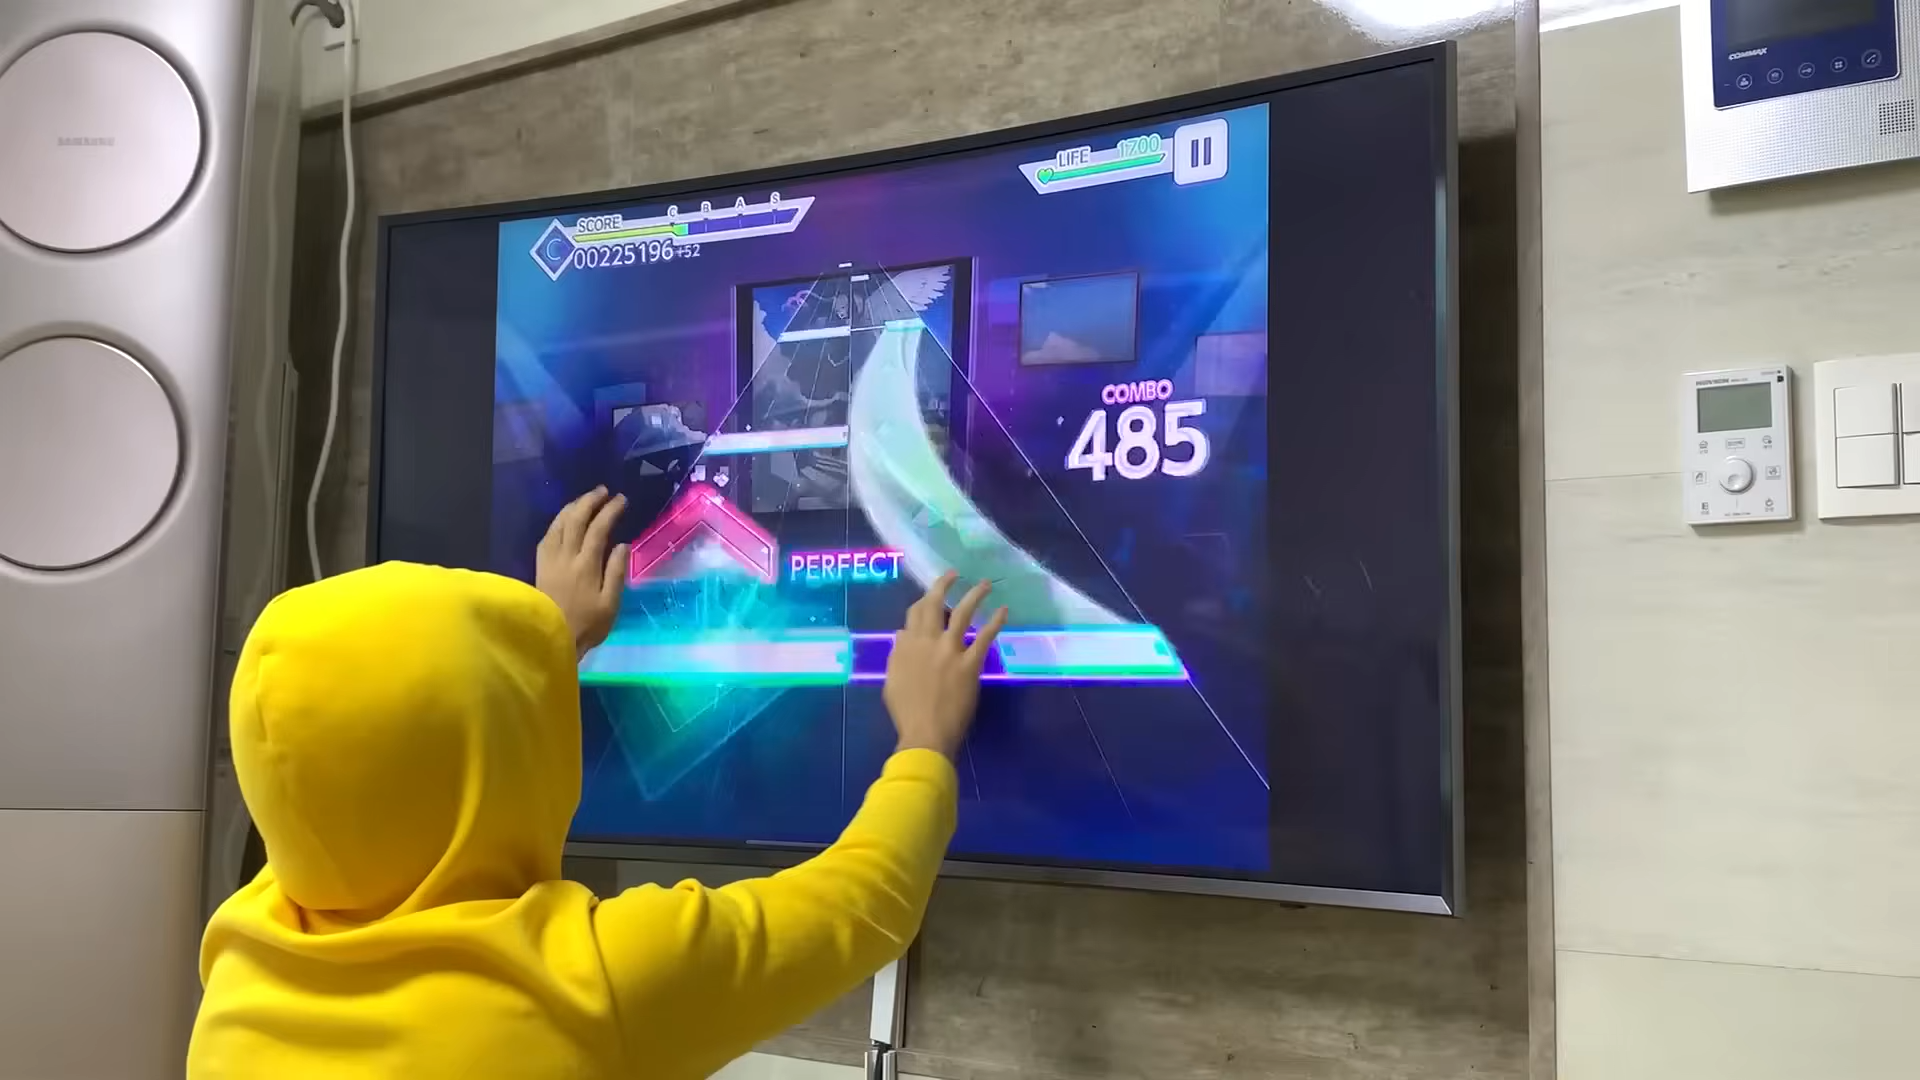 SAMSUNG
COMMAX
LIFE 1700
C B A S
SCORE
C
00225196 +52
COMBO
485
PERFECT